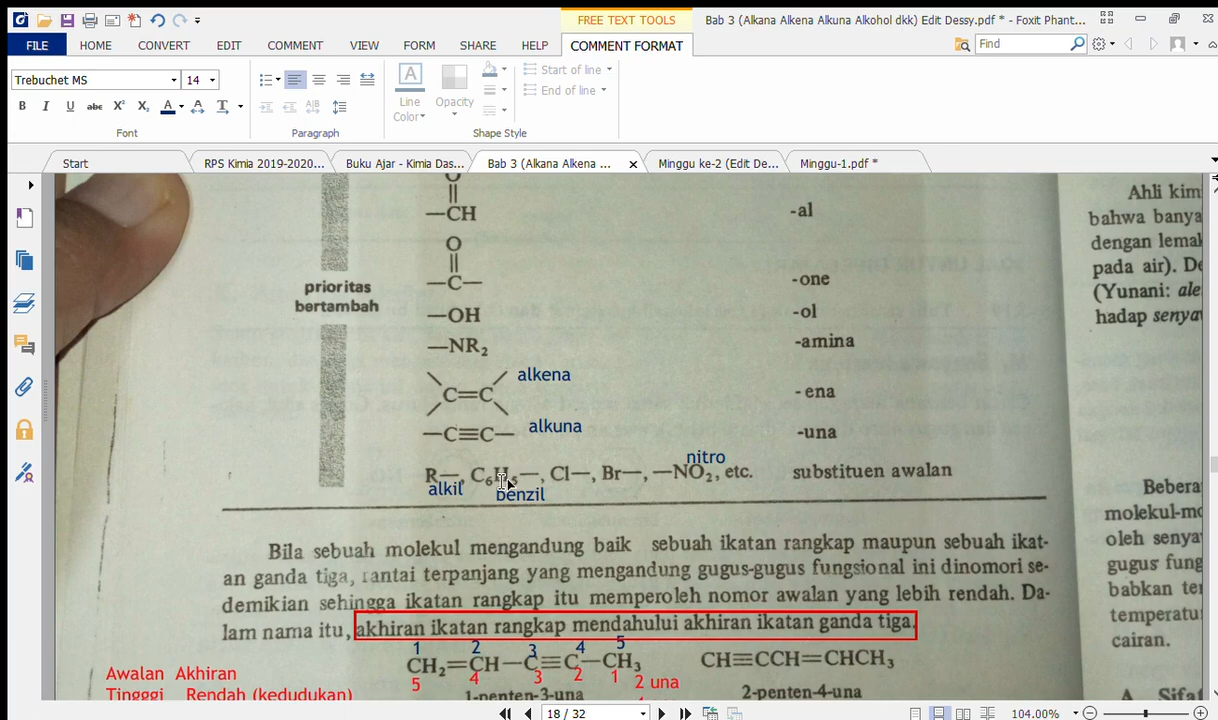 FREE TEXT TOOLS
Bab 3 (Alkana Alkena Alkuna Alkohol dkk) Edit Dessy.pdf * - Foxit Phant...
FILE HOME CONVERT EDIT COMMENT VIEW FORM SHARE HELP COMMENT FORMAT
Find
Trebuchet MS 14
Start of line
End of line
Line Color Opacity
Font Paragraph Shape Style
Start RPS Kimia 2019-2020... Buku Ajar - Kimia Das... Bab 3 (Alkana Alkena ... Minggu ke-2 (Edit De... Minggu-1.pdf *
O
—CH -al
O
—C— -one
prioritas
bertambah
—OH -ol
—NR₂ -amina
alkena
C=C - ena
alkuna
—C≡C— -una
nitro
R—, C₆H₅—, Cl—, Br—, —NO₂, etc. substituen awalan
alkil benzil
Bila sebuah molekul mengandung baik sebuah ikatan rangkap maupun sebuah ikat-
an ganda tiga, rantai terpanjang yang mengandung gugus-gugus fungsional ini dinomori se-
demikian sehingga ikatan rangkap itu memperoleh nomor awalan yang lebih rendah. Da-
lam nama itu, akhiran ikatan rangkap mendahului akhiran ikatan ganda tiga.
1 2 3 4 5
CH₂=CH—C≡C—CH₃ CH≡CCH=CHCH₃
5 4 3 2 1 2 una
Awalan Akhiran
Tinggi Rendah (kedudukan)
1-penten-3-una 2-penten-4-una
Ahli kim
bahwa banya
dengan lemak
pada air). De
(Yunani: ale
hadap senya
Bebera
molekul-mo
oleh senya
gugus fung
babkan ter
temperatur
cairan.
A. Sifa
18 / 32
104.00%